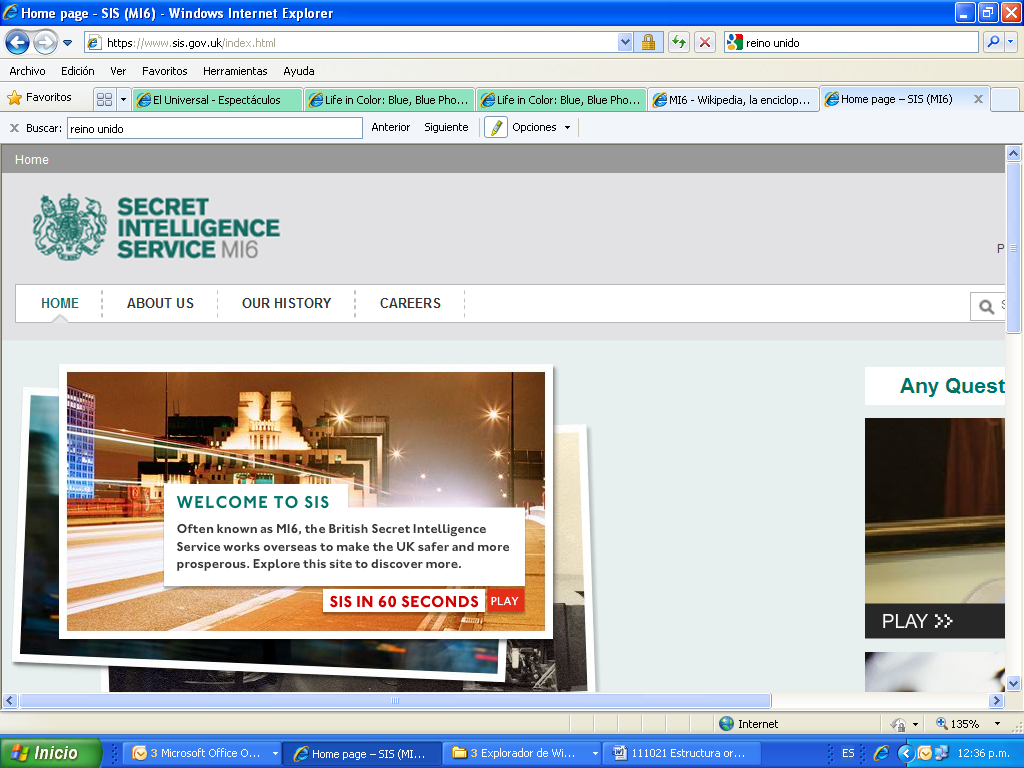 Home page - SIS (MI6) - Windows Internet Explorer
https://www.sis.gov.uk/index.html
reino unido
Archivo Edición Ver Favoritos Herramientas Ayuda
Favoritos
El Universal - Espectáculos
Life in Color: Blue, Blue Pho...
Life in Color: Blue, Blue Pho...
MI6 - Wikipedia, la enciclop...
Home page – SIS (MI6)
Buscar: reino unido Anterior Siguiente Opciones
Home
SECRET
INTELLIGENCE
SERVICE MI6
P
HOME ABOUT US OUR HISTORY CAREERS
S
Any Quest
WELCOME TO SIS
Often known as MI6, the British Secret Intelligence
Service works overseas to make the UK safer and more
prosperous. Explore this site to discover more.
SIS IN 60 SECONDS PLAY
PLAY
Internet
135%
Inicio
3 Microsoft Office O...
Home page – SIS (MI...
3 Explorador de Wi...
111021 Estructura or...
ES
12:36 p.m.